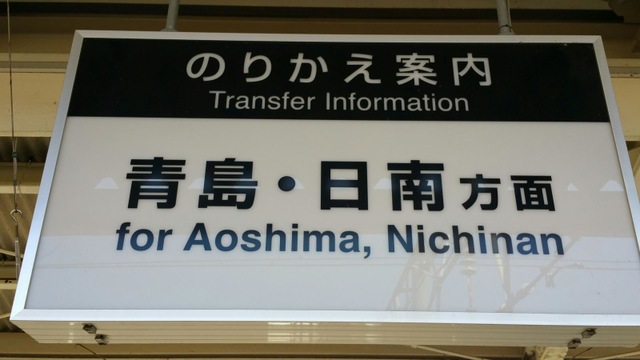 のりかえ案内
Transfer Information
青島・日南方面
for Aoshima, Nichinan